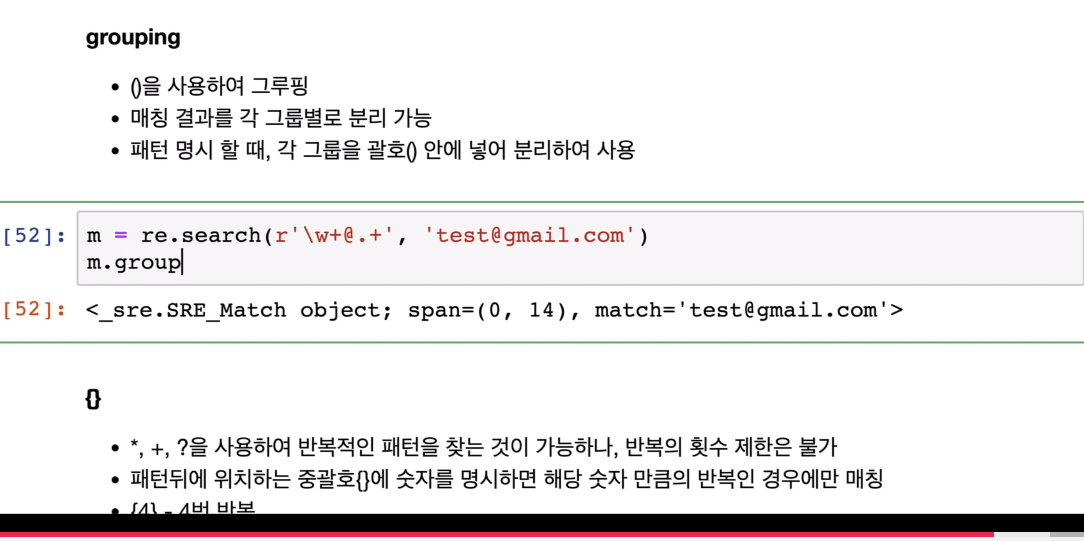 grouping
• ()을 사용하여 그루핑
• 매칭 결과를 각 그룹별로 분리 가능
• 패턴 명시 할 때, 각 그룹을 괄호() 안에 넣어 분리하여 사용
[52]: m = re.search(r'\w+@.+', 'test@gmail.com')
m.group
[52]: <_sre.SRE_Match object; span=(0, 14), match='test@gmail.com'>
{}
• *, +, ?을 사용하여 반복적인 패턴을 찾는 것이 가능하나, 반복의 횟수 제한은 불가
• 패턴뒤에 위치하는 중괄호{}에 숫자를 명시하면 해당 숫자 만큼의 반복인 경우에만 매칭
• {4} - 4번 반복